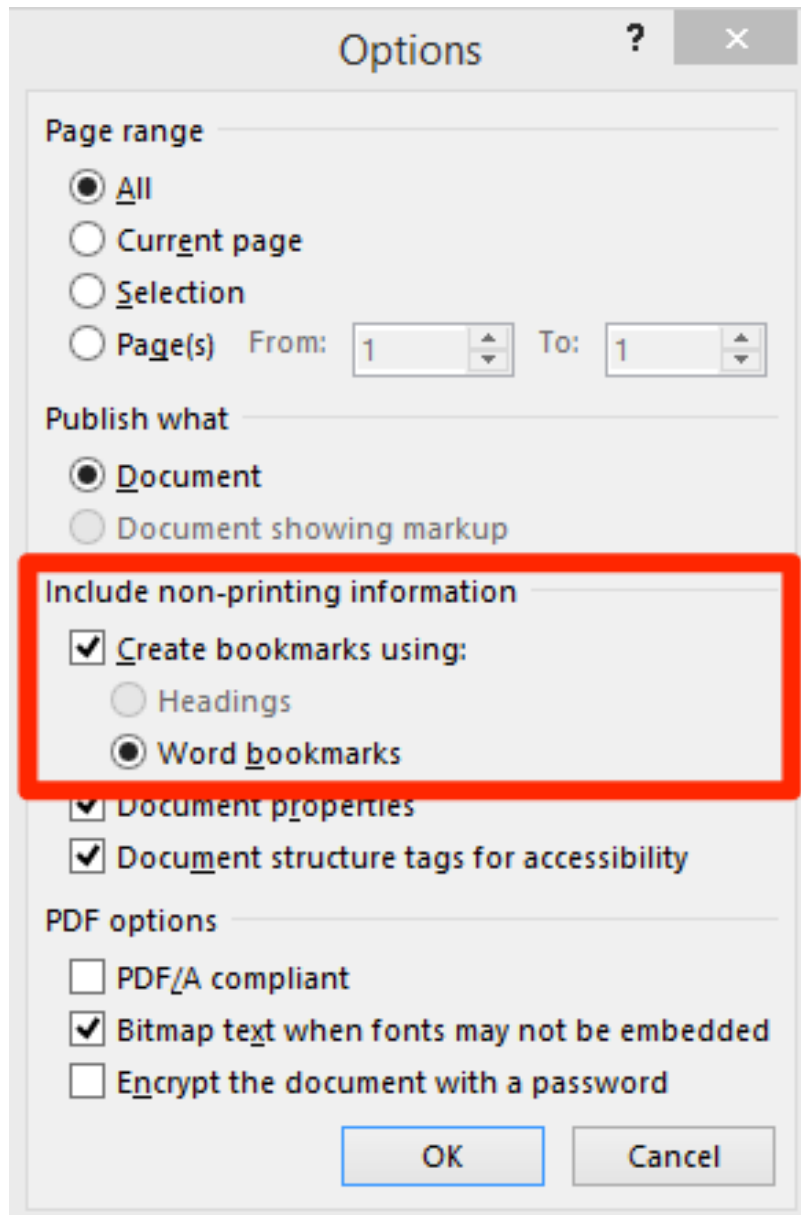 Options ?
Page range
All
Current page
Selection
Page(s) From: 1 To: 1
Publish what
Document
Document showing markup
Include non-printing information
Create bookmarks using:
Headings
Word bookmarks
Document properties
Document structure tags for accessibility
PDF options
PDF/A compliant
Bitmap text when fonts may not be embedded
Encrypt the document with a password
OK Cancel